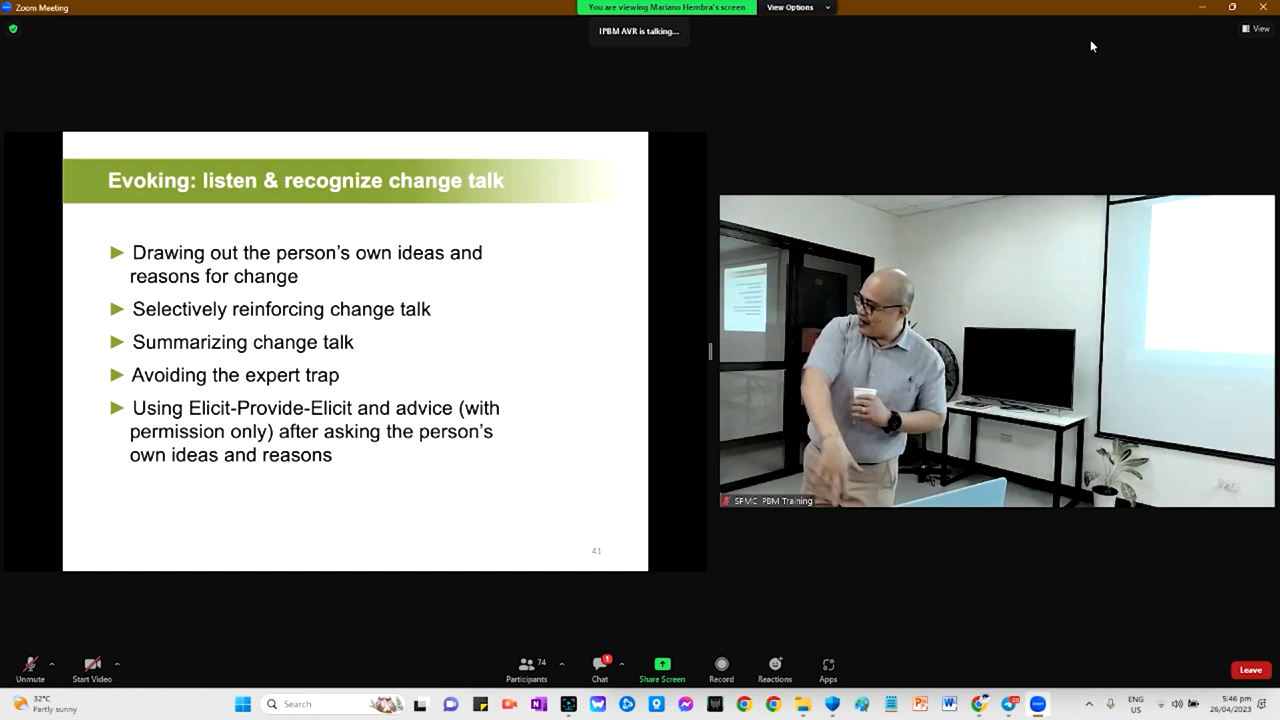 Zoom Meeting
You are viewing Mariano Hembra's screen
View Options
IPBM AVR is talking...
View
Evoking: listen & recognize change talk
Drawing out the person's own ideas and
reasons for change
Selectively reinforcing change talk
Summarizing change talk
Avoiding the expert trap
Using Elicit-Provide-Elicit and advice (with
permission only) after asking the person's
own ideas and reasons
41
SPMC_PBM Training
Unmute
Start Video
Participants
74
Chat
1
Share Screen
Record
Reactions
Apps
Leave
32°C
Partly sunny
Search
ENG
US
5:46 pm
26/04/2023